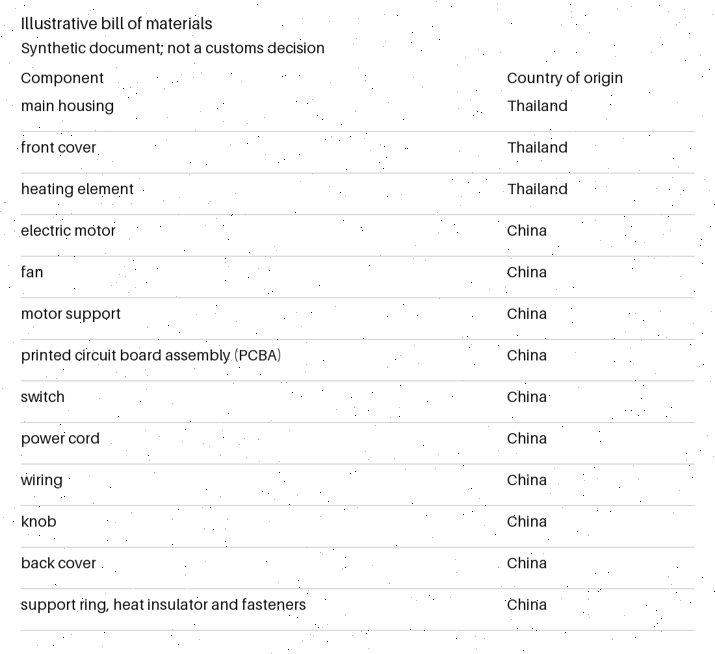 Illustrative bill of materials
Synthetic document; not a customs decision
Component Country of origin
main housing Thailand
front cover Thailand
heating element Thailand
electric motor China
fan China
motor support China
printed circuit board assembly (PCBA) China
switch China
power cord China
wiring China
knob China
back cover China
support ring, heat insulator and fasteners China